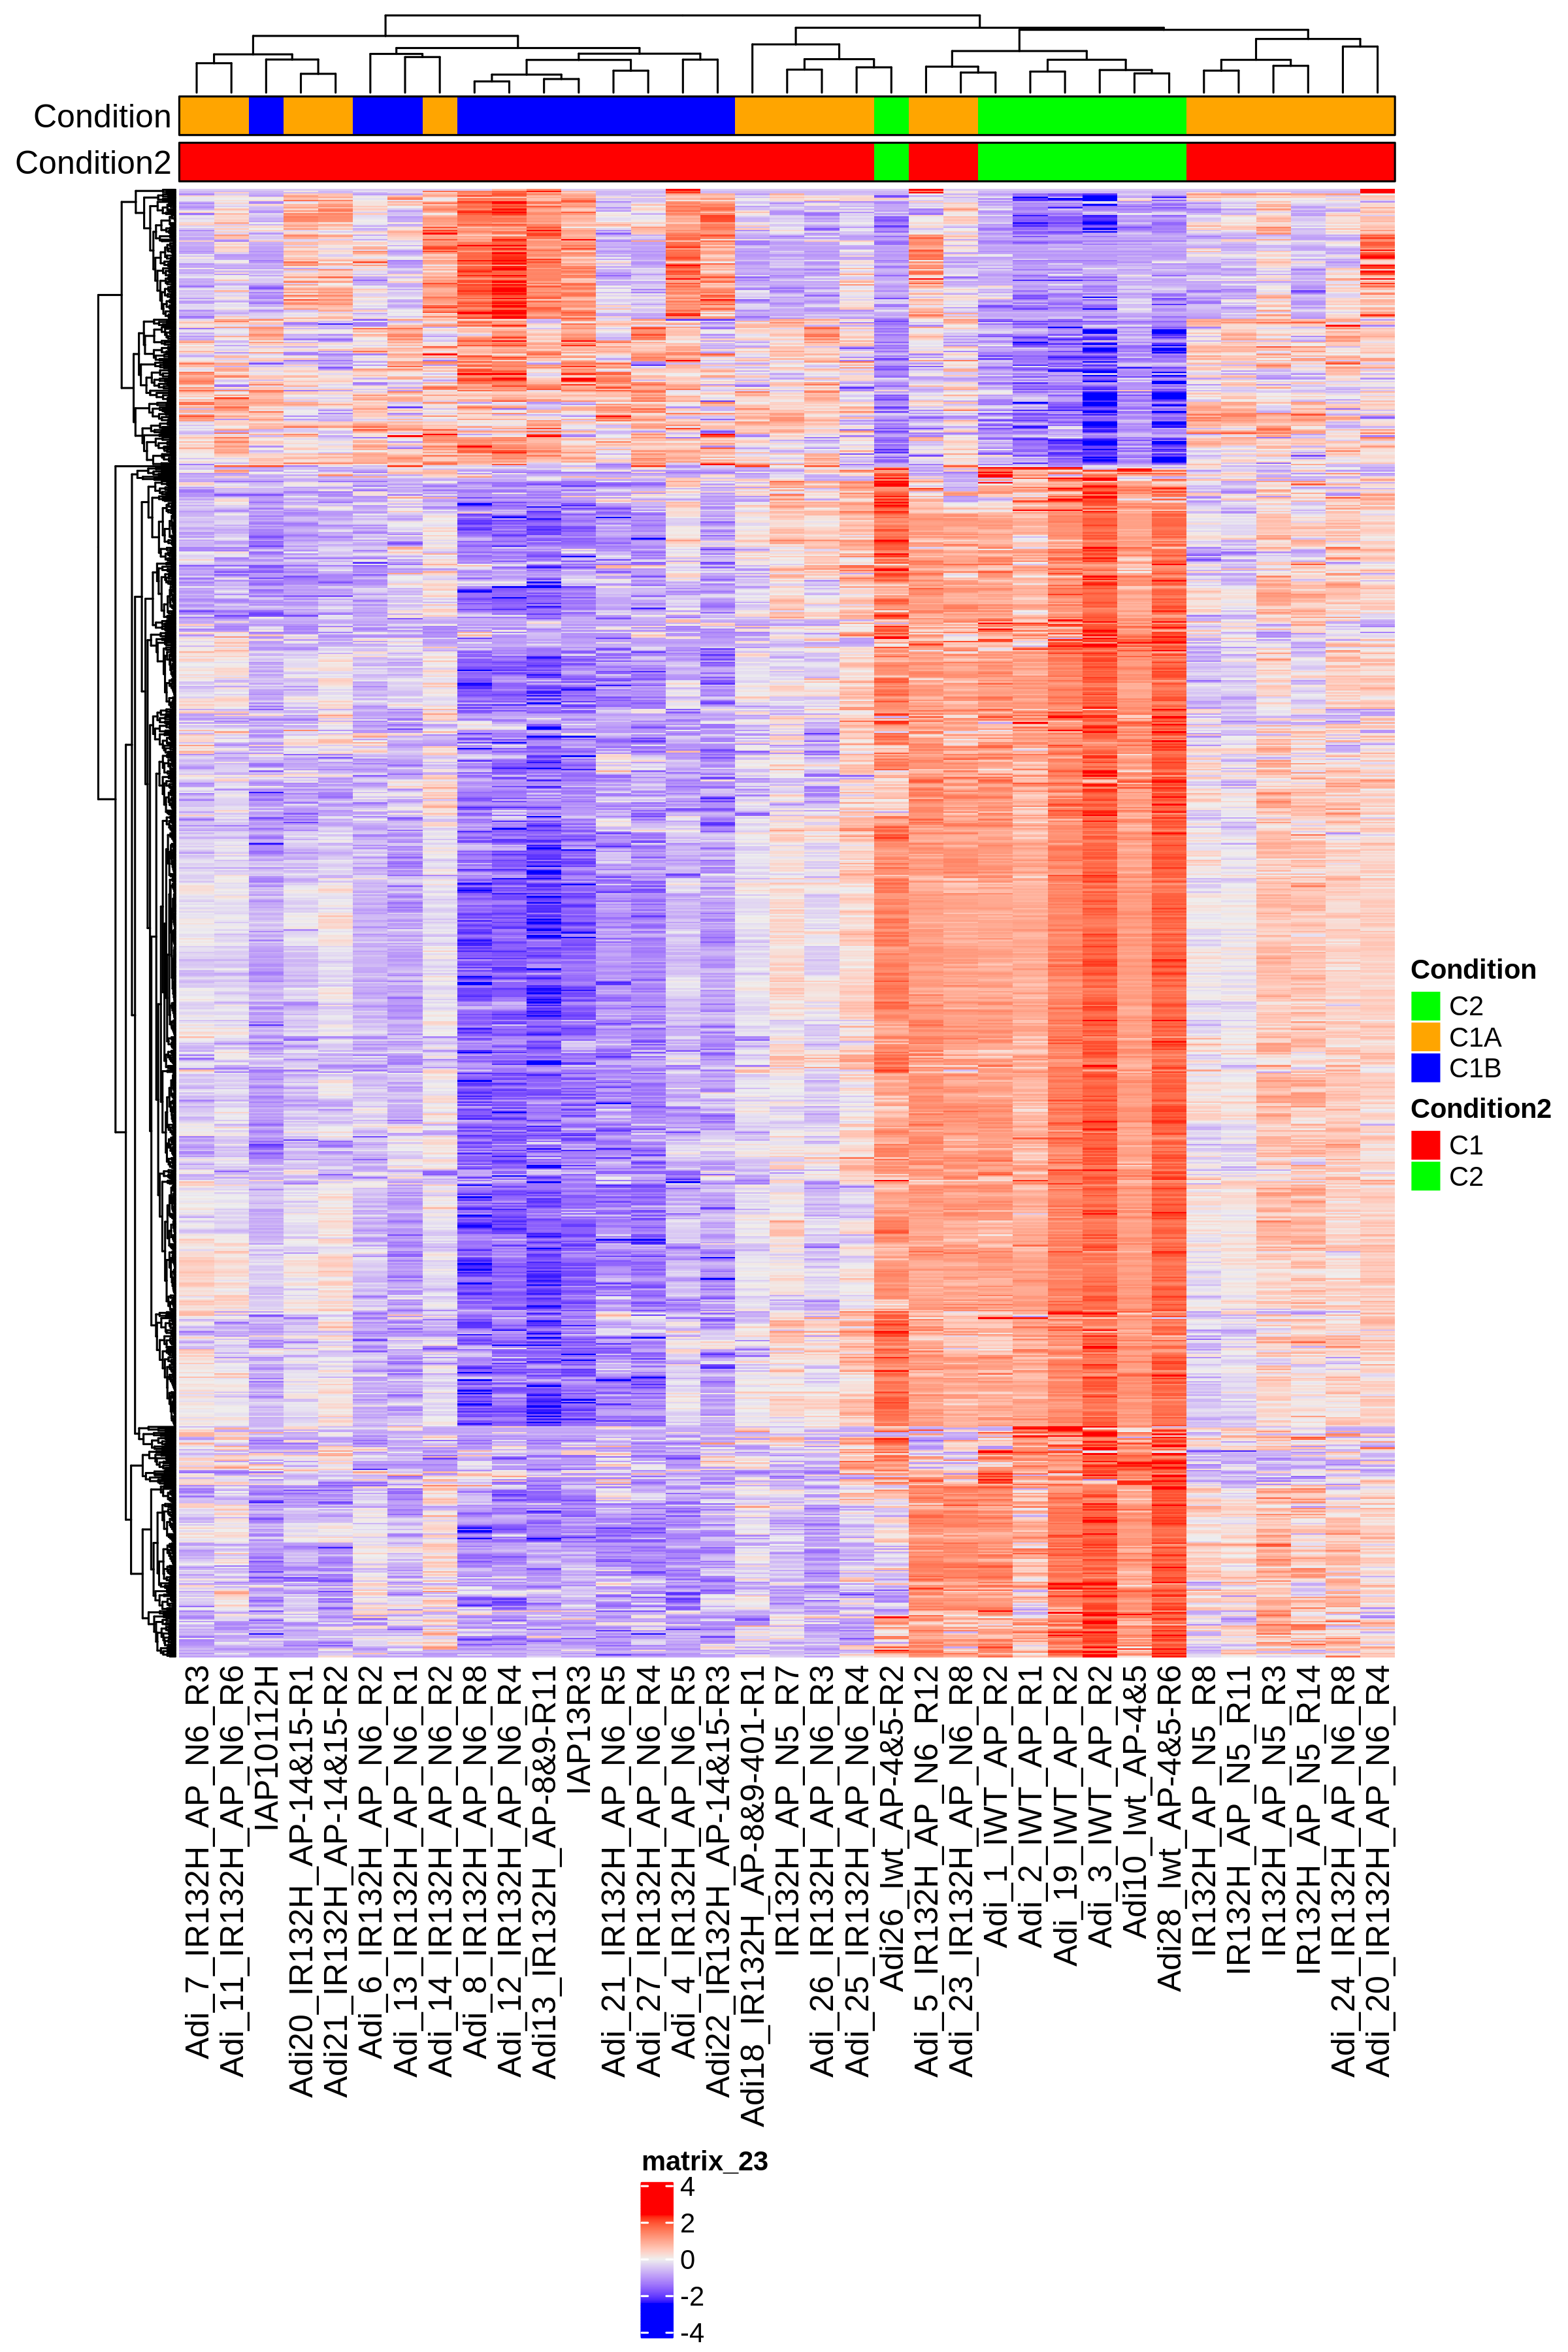 Condition
Condition2
Condition
C2
C1A
C1B
Condition2
C1
C2
Adi_7_IR132H_AP_N6_R3
Adi_11_IR132H_AP_N6_R6
IAP10112H
Adi20_IR132H_AP-14&15-R1
Adi21_IR132H_AP-14&15-R2
Adi_6_IR132H_AP_N6_R2
Adi_13_IR132H_AP_N6_R1
Adi_14_IR132H_AP_N6_R2
Adi_8_IR132H_AP_N6_R8
Adi_12_IR132H_AP_N6_R4
Adi13_IR132H_AP-8&9-R11
IAP13R3
Adi_21_IR132H_AP_N6_R5
Adi_27_IR132H_AP_N6_R4
Adi_4_IR132H_AP_N6_R5
Adi22_IR132H_AP-14&15-R3
Adi18_IR132H_AP-8&9-401-R1
IR132H_AP_N5_R7
Adi_26_IR132H_AP_N6_R3
Adi_25_IR132H_AP_N6_R4
Adi26_Iwt_AP-4&5-R2
Adi_5_IR132H_AP_N6_R12
Adi_23_IR132H_AP_N6_R8
Adi_1_IWT_AP_R2
Adi_2_IWT_AP_R1
Adi_19_IWT_AP_R2
Adi_3_IWT_AP_R2
Adi10_Iwt_AP-4&5
Adi28_Iwt_AP-4&5-R6
IR132H_AP_N5_R8
IR132H_AP_N5_R11
IR132H_AP_N5_R3
IR132H_AP_N5_R14
Adi_24_IR132H_AP_N6_R8
Adi_20_IR132H_AP_N6_R4
matrix_23
4
2
0
-2
-4